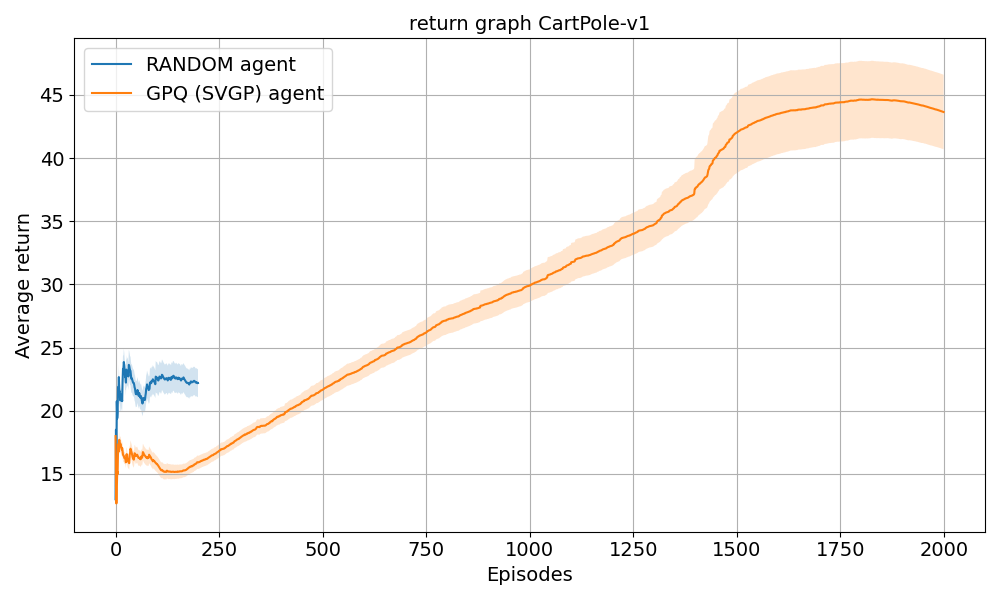 return graph CartPole-v1
RANDOM agent
GPQ (SVGP) agent
Average return
45
40
35
30
25
20
15
0 250 500 750 1000 1250 1500 1750 2000
Episodes